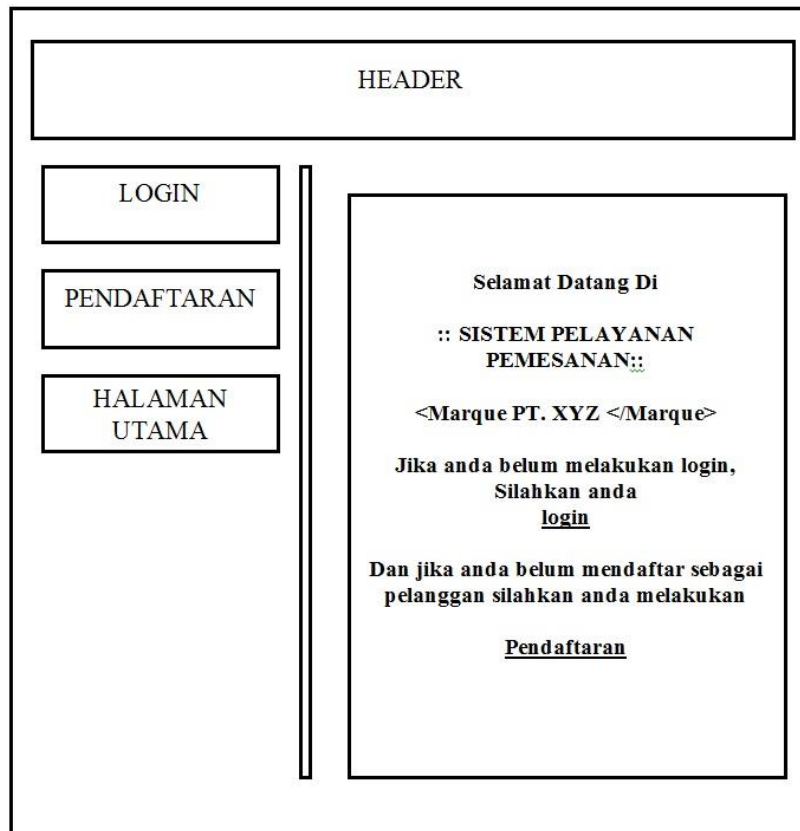 HEADER
LOGIN
PENDAFTARAN
HALAMAN
UTAMA
Selamat Datang Di
:: SISTEM PELAYANAN
PEMESANAN::
<Marque PT. XYZ </Marque>
Jika anda belum melakukan login,
Silahkan anda
login
Dan jika anda belum mendaftar sebagai
pelanggan silahkan anda melakukan
Pendaftaran